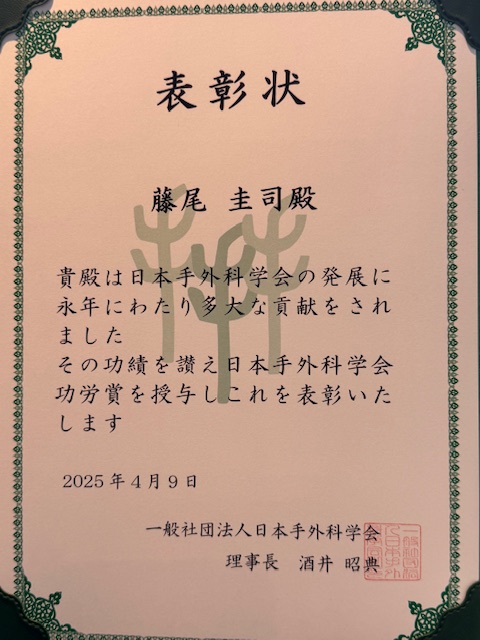 表彰状
藤尾 圭司殿
貴殿は日本手外科学会の発展に
永年にわたり多大な貢献をされ
ました
その功績を讃え日本手外科学会
功労賞を授与しこれを表彰いた
します
2025年4月9日
一般社団法人日本手外科学会
理事長 酒井 昭典